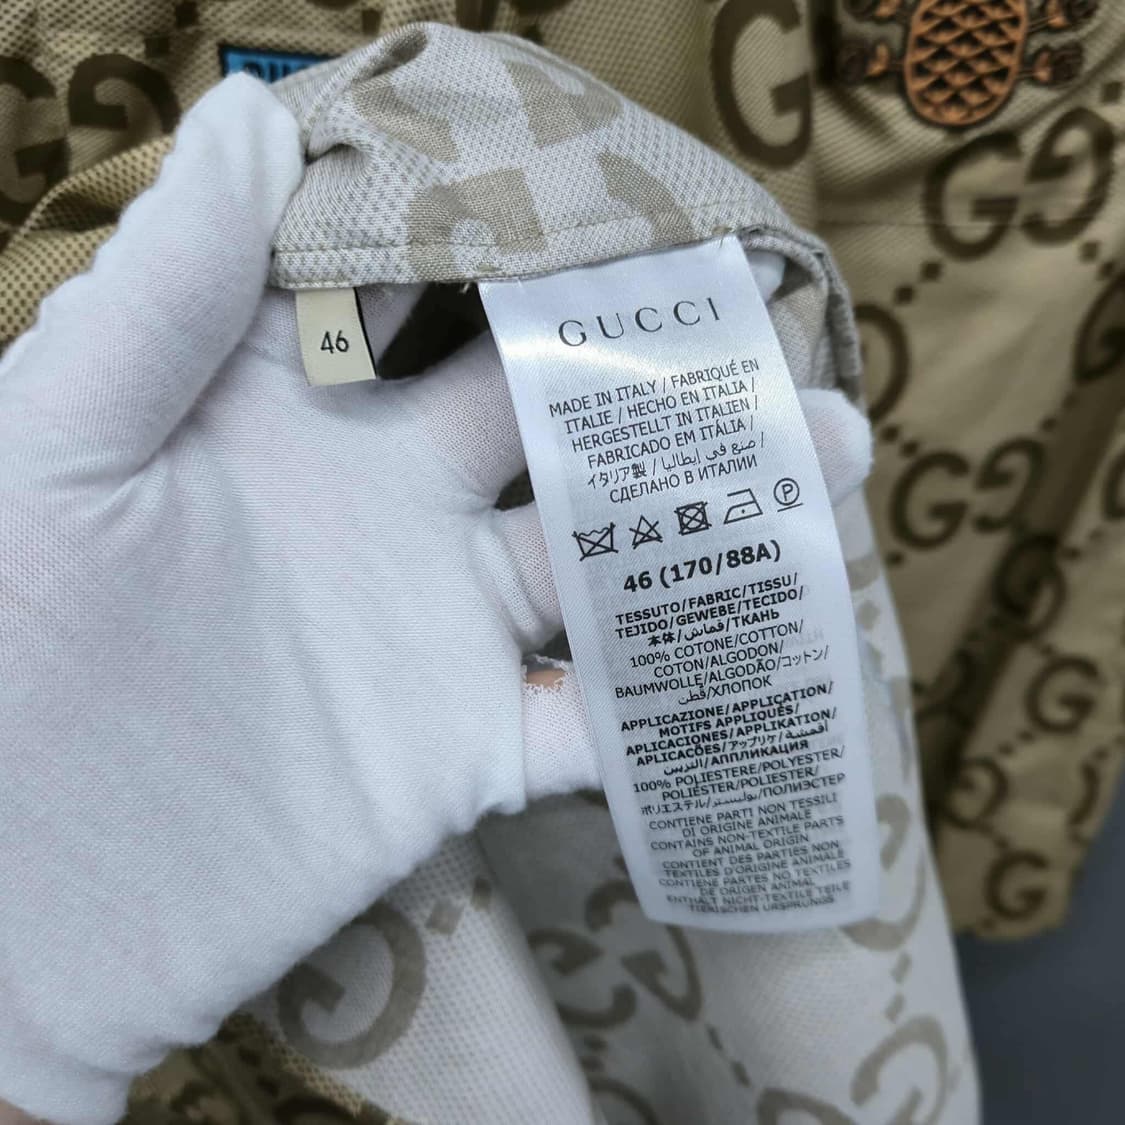 46
GUCCI
MADE IN ITALY / FABRIQUÉ EN
ITALIE / HECHO EN ITALIA /
HERGESTELLT IN ITALIEN /
FABRICADO EM ITÁLIA /
イタリア製 / صنع في إيطاليا /
СДЕЛАНО В ИТАЛИИ
P
46 (170/88A)
TESSUTO/FABRIC/TISSU/
TEJIDO/GEWEBE/TECIDO/
本体/قماش/ТКАНЬ
100% COTONE/COTTON/
COTON/ALGODON/
BAUMWOLLE/ALGODÃO/コットン/
قطن/ХЛОПОК
APPLICAZIONE/APPLICATION/
MOTIFS APPLIQUÉS/
APLICACIONES/APPLIKATION/
APLICAÇÕES/アップリケ/أقمشة
التزيين/АППЛИКАЦИЯ
100% POLIESTERE/POLYESTER/
POLIÉSTER/POLIESTER/
ポリエステル/بوليستر/ПОЛИЭСТЕР
CONTIENE PARTI NON TESSILI
DI ORIGINE ANIMALE
CONTAINS NON-TEXTILE PARTS
OF ANIMAL ORIGIN
CONTIENT DES PARTIES NON
TEXTILES D'ORIGINE ANIMALE
CONTIENE PARTES NO TEXTILES
DE ORIGEN ANIMAL
ENTHÄLT NICHT-TEXTILE TEILE
TIERISCHEN URSPRUNGS